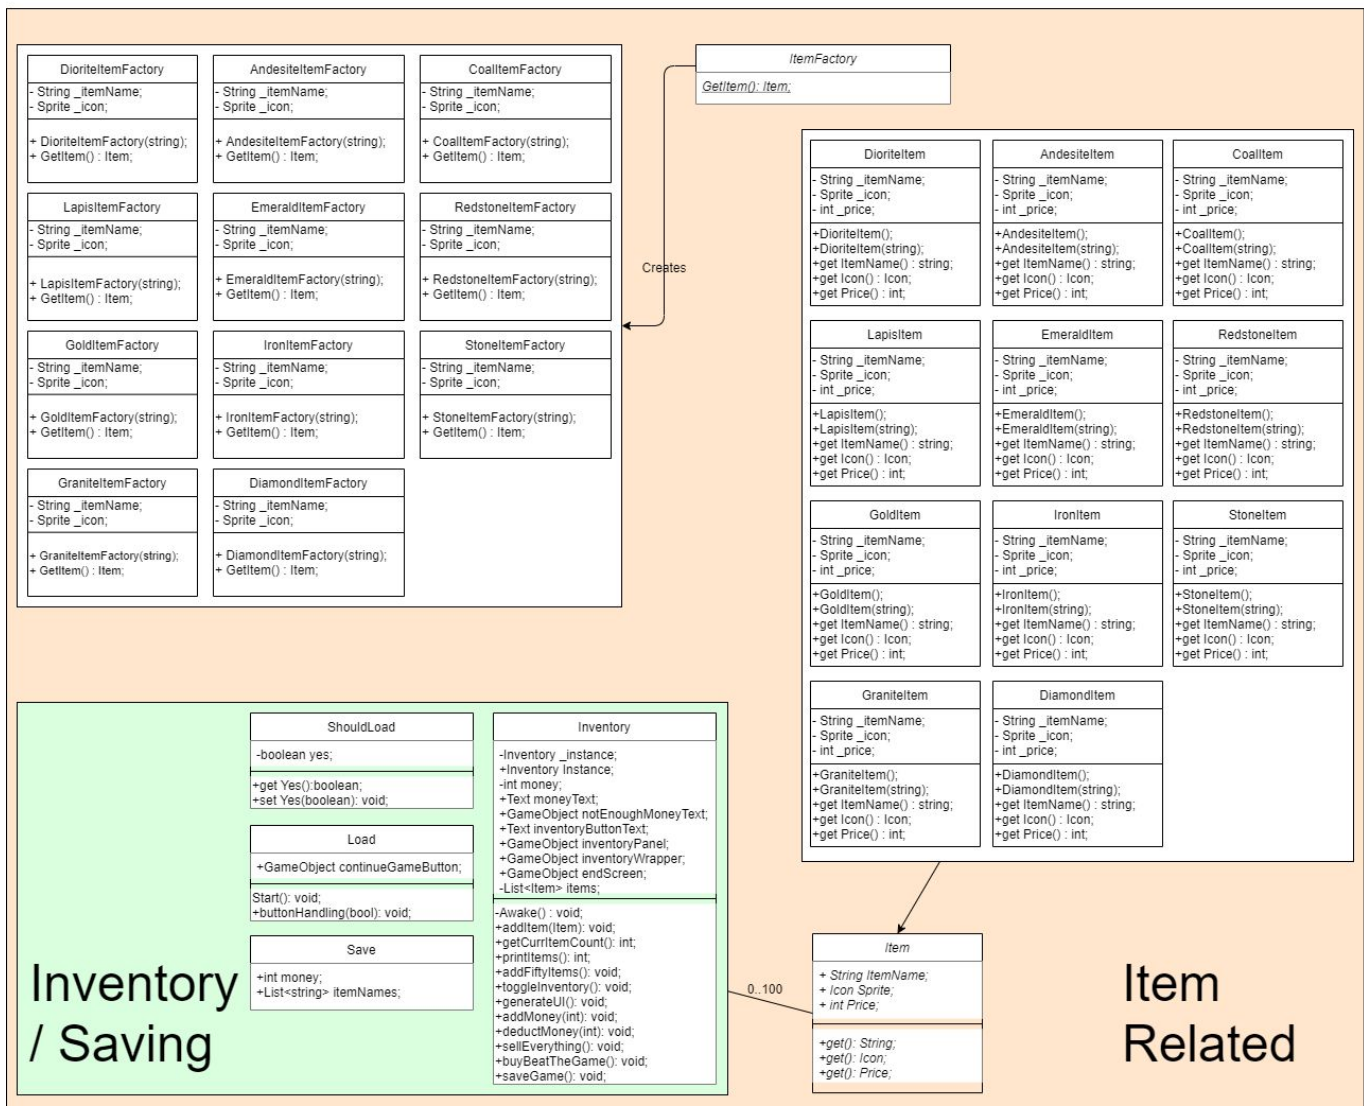 DioriteItemFactory
- String _itemName;
- Sprite _icon;
+ DioriteItemFactory(string);
+ GetItem() : Item;
AndesiteItemFactory
- String _itemName;
- Sprite _icon;
+ AndesiteItemFactory(string);
+ GetItem() : Item;
CoalItemFactory
- String _itemName;
- Sprite _icon;
+ CoalItemFactory(string);
+ GetItem() : Item;
LapisItemFactory
- String _itemName;
- Sprite _icon;
+ LapisItemFactory(string);
+ GetItem() : Item;
EmeraldItemFactory
- String _itemName;
- Sprite _icon;
+ EmeraldItemFactory(string);
+ GetItem() : Item;
RedstoneItemFactory
- String _itemName;
- Sprite _icon;
+ RedstoneItemFactory(string);
+ GetItem() : Item;
GoldItemFactory
- String _itemName;
- Sprite _icon;
+ GoldItemFactory(string);
+ GetItem() : Item;
IronItemFactory
- String _itemName;
- Sprite _icon;
+ IronItemFactory(string);
+ GetItem() : Item;
StoneItemFactory
- String _itemName;
- Sprite _icon;
+ StoneItemFactory(string);
+ GetItem() : Item;
GraniteItemFactory
- String _itemName;
- Sprite _icon;
+ GraniteItemFactory(string);
+ GetItem() : Item;
DiamondItemFactory
- String _itemName;
- Sprite _icon;
+ DiamondItemFactory(string);
+ GetItem() : Item;
ItemFactory
GetItem(): Item;
Creates
DioriteItem
- String _itemName;
- Sprite _icon;
- int _price;
+DioriteItem();
+DioriteItem(string);
+get ItemName() : string;
+get Icon() : Icon;
+get Price() : int;
AndesiteItem
- String _itemName;
- Sprite _icon;
- int _price;
+AndesiteItem();
+AndesiteItem(string);
+get ItemName() : string;
+get Icon() : Icon;
+get Price() : int;
CoalItem
- String _itemName;
- Sprite _icon;
- int _price;
+CoalItem();
+CoalItem(string);
+get ItemName() : string;
+get Icon() : Icon;
+get Price() : int;
LapisItem
- String _itemName;
- Sprite _icon;
- int _price;
+LapisItem();
+LapisItem(string);
+get ItemName() : string;
+get Icon() : Icon;
+get Price() : int;
EmeraldItem
- String _itemName;
- Sprite _icon;
- int _price;
+EmeraldItem();
+EmeraldItem(string);
+get ItemName() : string;
+get Icon() : Icon;
+get Price() : int;
RedstoneItem
- String _itemName;
- Sprite _icon;
- int _price;
+RedstoneItem();
+RedstoneItem(string);
+get ItemName() : string;
+get Icon() : Icon;
+get Price() : int;
GoldItem
- String _itemName;
- Sprite _icon;
- int _price;
+GoldItem();
+GoldItem(string);
+get ItemName() : string;
+get Icon() : Icon;
+get Price() : int;
IronItem
- String _itemName;
- Sprite _icon;
- int _price;
+IronItem();
+IronItem(string);
+get ItemName() : string;
+get Icon() : Icon;
+get Price() : int;
StoneItem
- String _itemName;
- Sprite _icon;
- int _price;
+StoneItem();
+StoneItem(string);
+get ItemName() : string;
+get Icon() : Icon;
+get Price() : int;
GraniteItem
- String _itemName;
- Sprite _icon;
- int _price;
+GraniteItem();
+GraniteItem(string);
+get ItemName() : string;
+get Icon() : Icon;
+get Price() : int;
DiamondItem
- String _itemName;
- Sprite _icon;
- int _price;
+DiamondItem();
+DiamondItem(string);
+get ItemName() : string;
+get Icon() : Icon;
+get Price() : int;
ShouldLoad
-boolean yes;
+get Yes():boolean;
+set Yes(boolean): void;
Load
+GameObject continueGameButton;
Start(): void;
+buttonHandling(bool): void;
Save
+int money;
+List<string> itemNames;
Inventory
/ Saving
Inventory
-Inventory _instance;
+Inventory Instance;
-int money;
+Text moneyText;
+GameObject notEnoughMoneyText;
+Text inventoryButtonText;
+GameObject inventoryPanel;
+GameObject inventoryWrapper;
+GameObject endScreen;
-List<Item> items;
-Awake() : void;
+addItem(Item): void;
+getCurrItemCount(): int;
+printItems(): int;
+addFiftyItems(): void;
+toggleInventory(): void;
+generateUI(): void;
+addMoney(int): void;
+deductMoney(int): void;
+sellEverything(): void;
+buyBeatTheGame(): void;
+saveGame(): void;
0..100
Item
+ String ItemName;
+ Icon Sprite;
+ int Price;
+get(): String;
+get(): Icon;
+get(): Price;
Item
Related